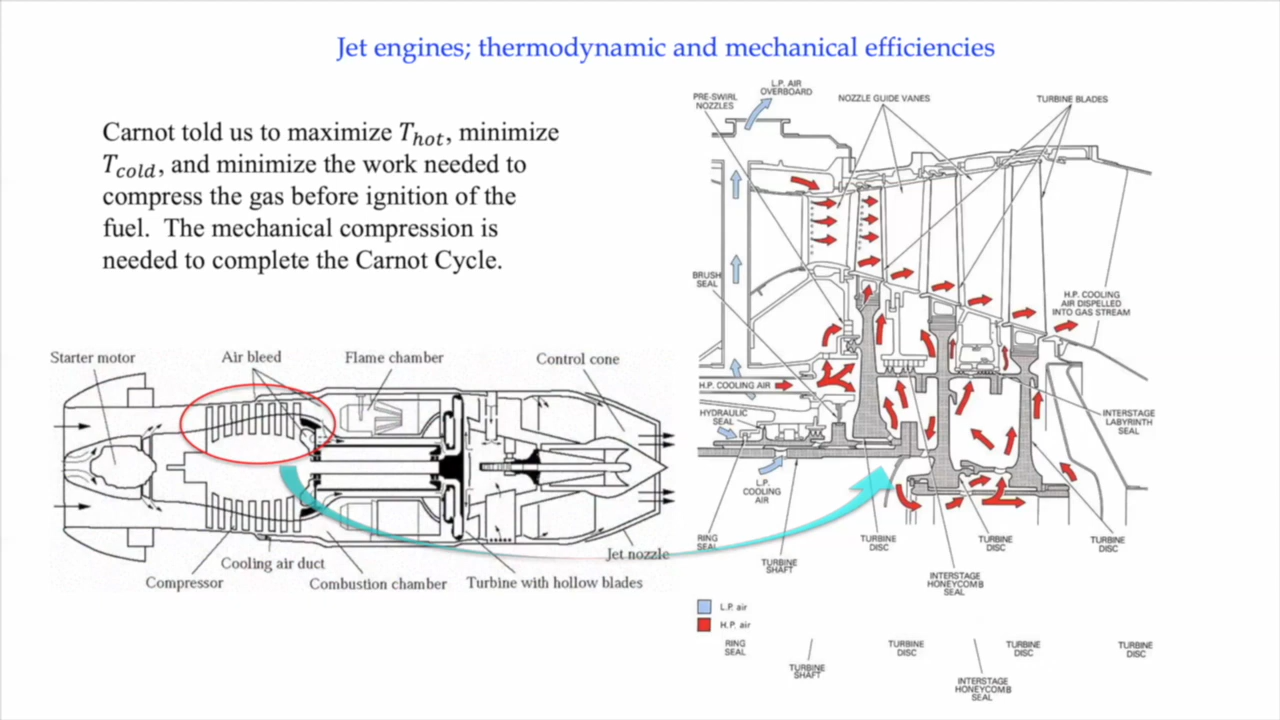 Jet engines; thermodynamic and mechanical efficiencies
Carnot told us to maximize T_hot, minimize
T_cold, and minimize the work needed to
compress the gas before ignition of the
fuel. The mechanical compression is
needed to complete the Carnot Cycle.
Starter motor
Air bleed
Flame chamber
Control cone
Jet nozzle
Cooling air duct
Compressor
Combustion chamber
Turbine with hollow blades
L.P. AIR
OVERBOARD
PRE-SWIRL
NOZZLES
NOZZLE GUIDE VANES
TURBINE BLADES
BRUSH
SEAL
H.P. COOLING
AIR DISPELLED
INTO GAS STREAM
H.P. COOLING AIR
HYDRAULIC
SEAL
INTERSTAGE
LABYRINTH
SEAL
L.P.
COOLING
AIR
RING
SEAL
TURBINE
SHAFT
TURBINE
DISC
INTERSTAGE
HONEYCOMB
SEAL
TURBINE
DISC
TURBINE
DISC
L.P. air
H.P. air
RING
SEAL
TURBINE
SHAFT
TURBINE
DISC
INTERSTAGE
HONEYCOMB
SEAL
TURBINE
DISC
TURBINE
DISC